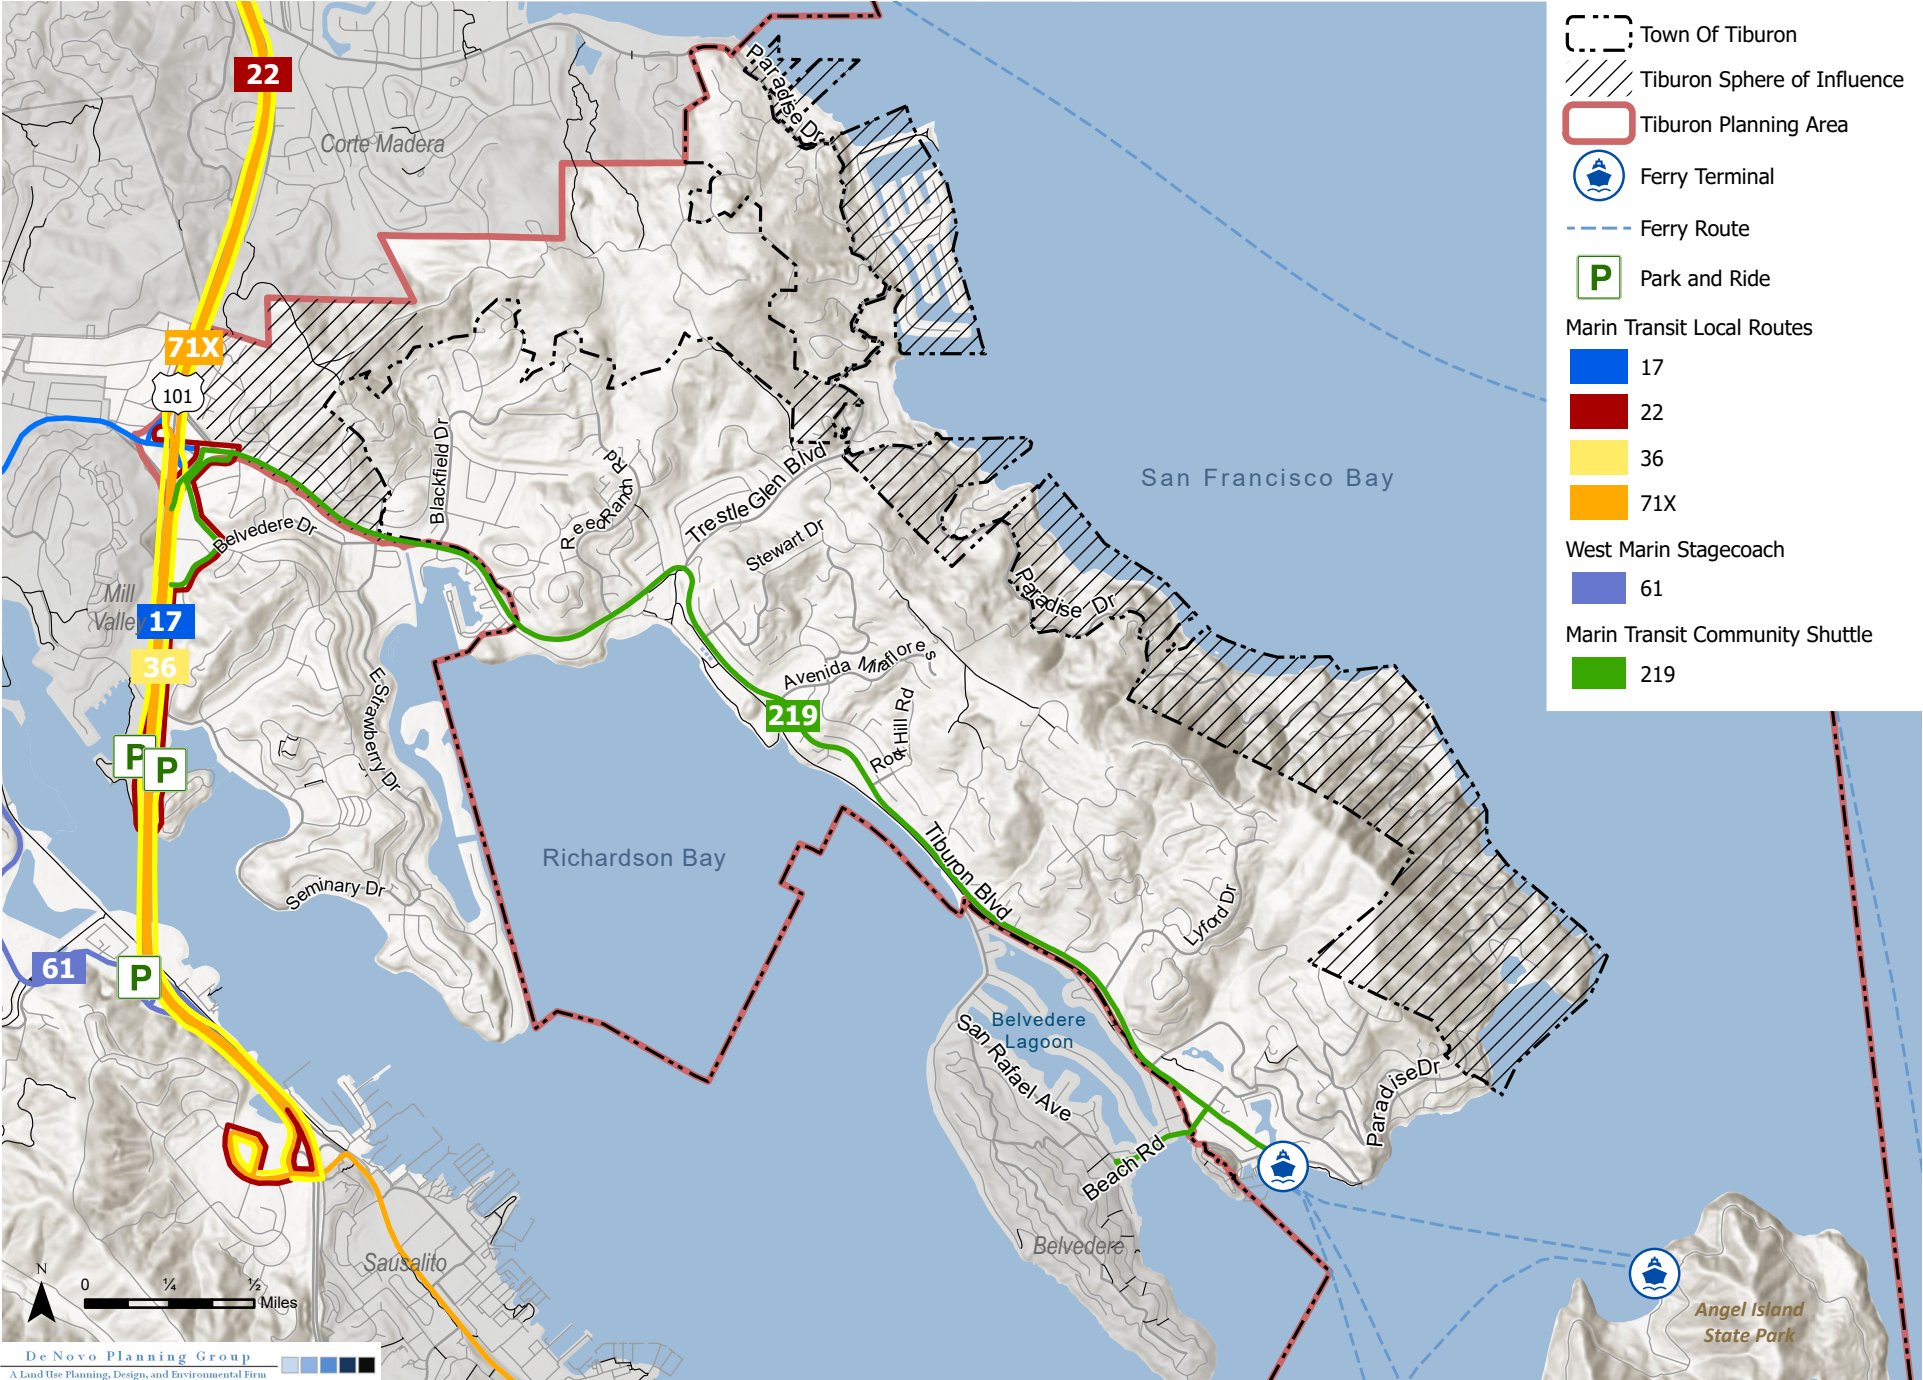 Town Of Tiburon
Tiburon Sphere of Influence
Tiburon Planning Area
Ferry Terminal
Ferry Route
P Park and Ride
Marin Transit Local Routes
17
22
36
71X
West Marin Stagecoach
61
Marin Transit Community Shuttle
219
22
Corte Madera
Paradise Dr
71X
101
Blackfield Dr
Reed Ranch Rd
Trestle Glen Blvd
San Francisco Bay
Belvedere Dr
Stewart Dr
Paradise Dr
Mill
Valley
17
36
Avenida Miraflores
E Strawberry Dr
219
Rock Hill Rd
P
P
Richardson Bay
Tiburon Blvd
Seminary Dr
Lyford Dr
61
P
Belvedere
Lagoon
San Rafael Ave
Paradise Dr
Beach Rd
Belvedere
Sausalito
Angel Island
State Park
N
0 ¼ ½
Miles
De Novo Planning Group
A Land Use Planning, Design, and Environmental Firm